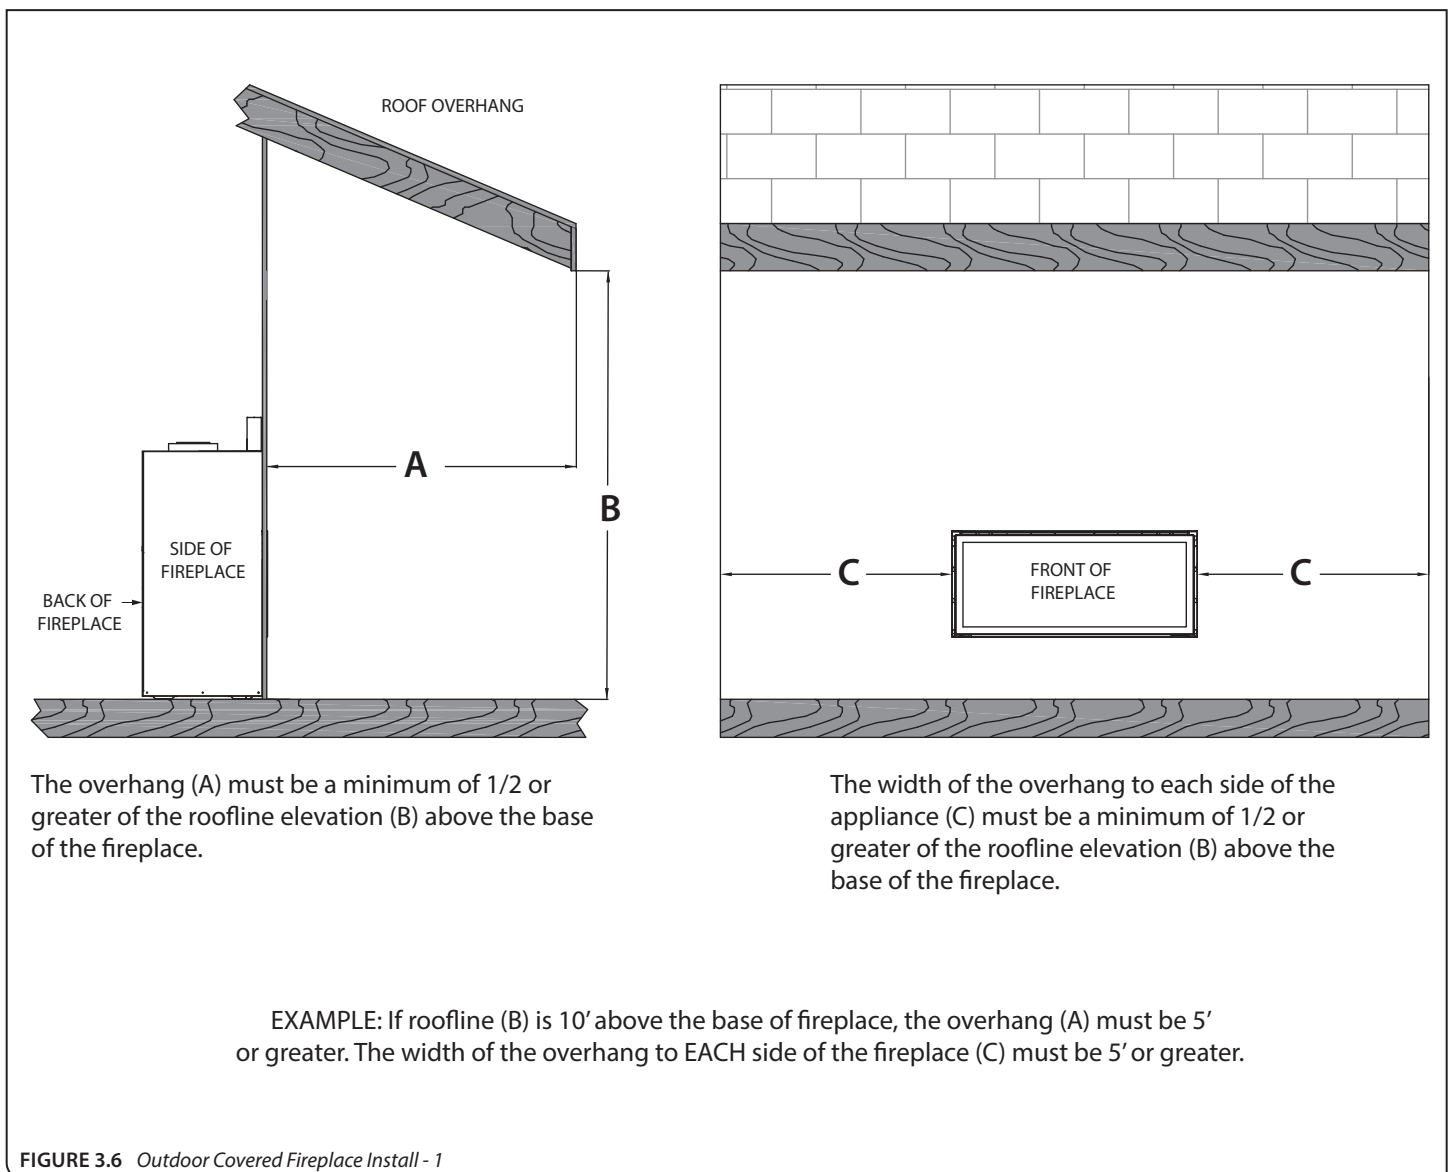 ROOF OVERHANG
A
B
SIDE OF
FIREPLACE
BACK OF
FIREPLACE
C
FRONT OF
FIREPLACE
C
The overhang (A) must be a minimum of 1/2 or
greater of the roofline elevation (B) above the base
of the fireplace.
The width of the overhang to each side of the
appliance (C) must be a minimum of 1/2 or
greater of the roofline elevation (B) above the
base of the fireplace.
EXAMPLE: If roofline (B) is 10’ above the base of fireplace, the overhang (A) must be 5’
or greater. The width of the overhang to EACH side of the fireplace (C) must be 5’ or greater.
FIGURE 3.6 Outdoor Covered Fireplace Install - 1